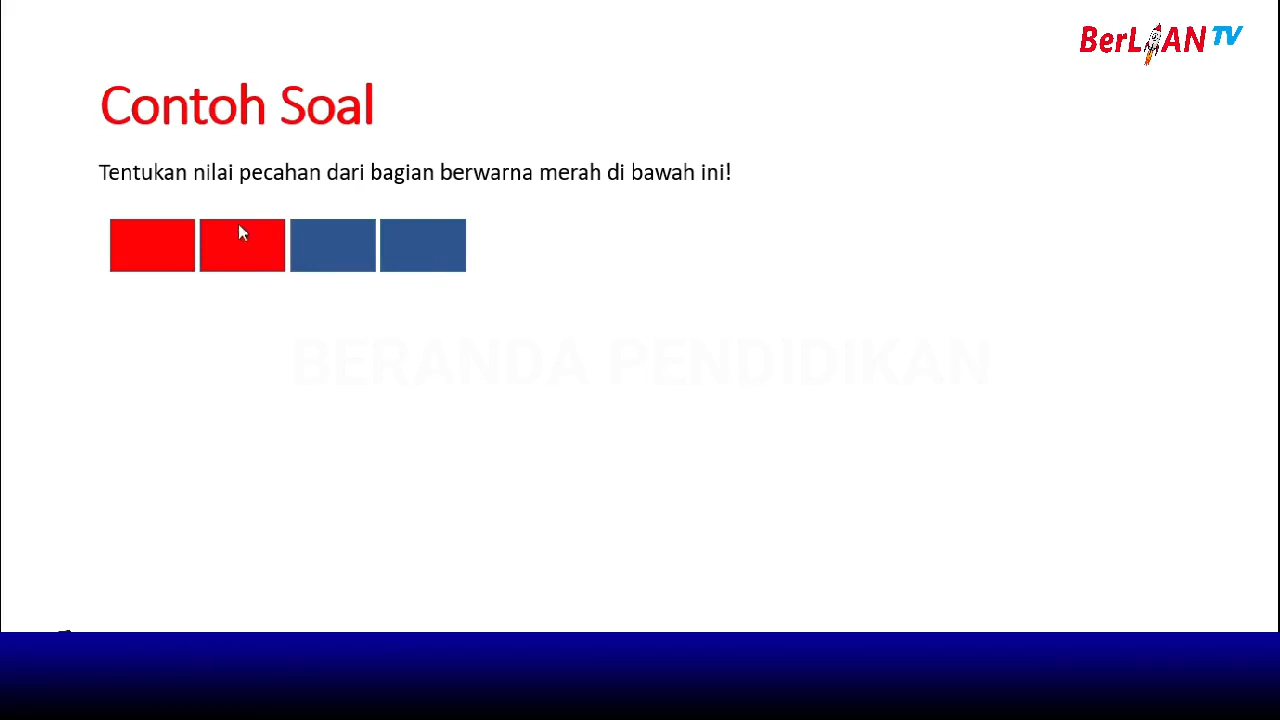 BerLiAN TV
Contoh Soal
Tentukan nilai pecahan dari bagian berwarna merah di bawah ini!
BERANDA PENDIDIKAN